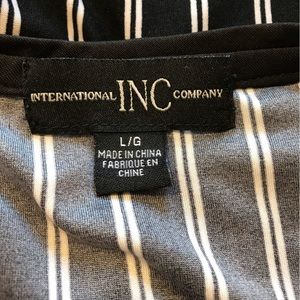 INTERNATIONAL INC COMPANY
L/G
MADE IN CHINA
FABRIQUE EN
CHINE